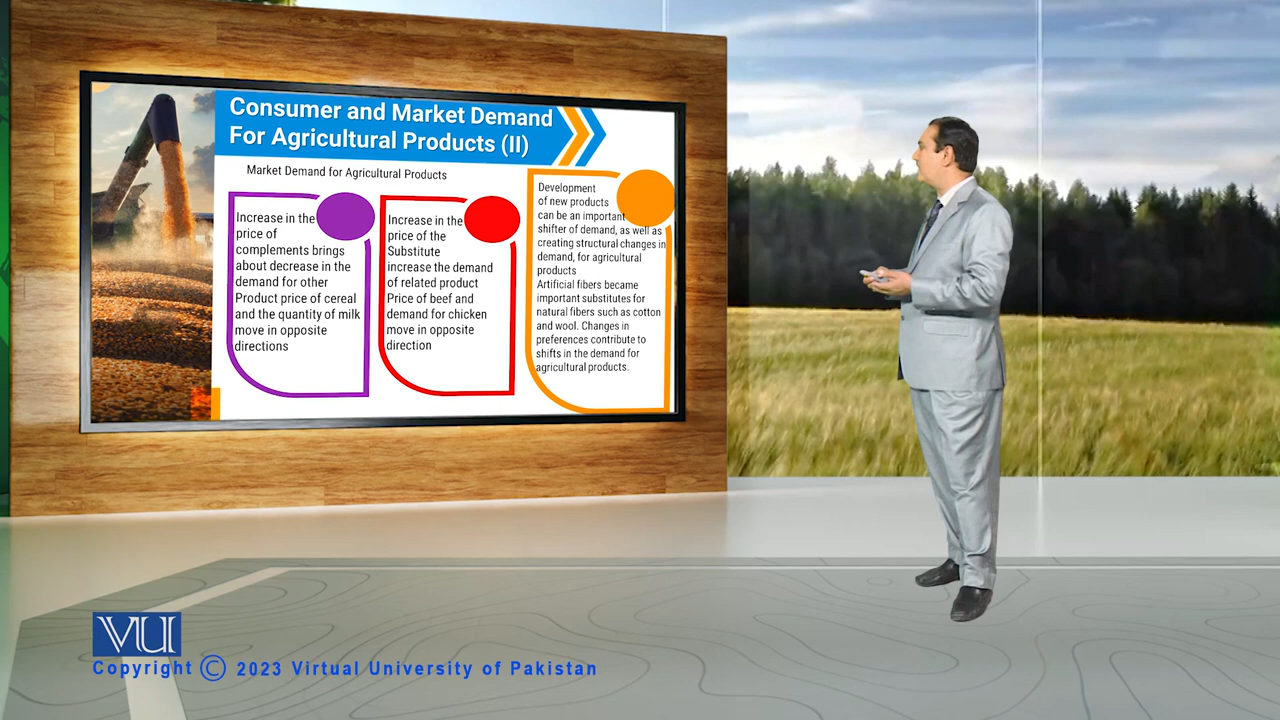 Consumer and Market Demand
For Agricultural Products (II)
Market Demand for Agricultural Products
Increase in the
price of
complements brings
about decrease in the
demand for other
Product price of cereal
and the quantity of milk
move in opposite
directions
Increase in the
price of the
Substitute
increase the demand
of related product
Price of beef and
demand for chicken
move in opposite
direction
Development
of new products
can be an important
shifter of demand, as well as
creating structural changes in
demand, for agricultural
products
Artificial fibers became
important substitutes for
natural fibers such as cotton
and wool. Changes in
preferences contribute to
shifts in the demand for
agricultural products.
VU
Copyright © 2023 Virtual University of Pakistan